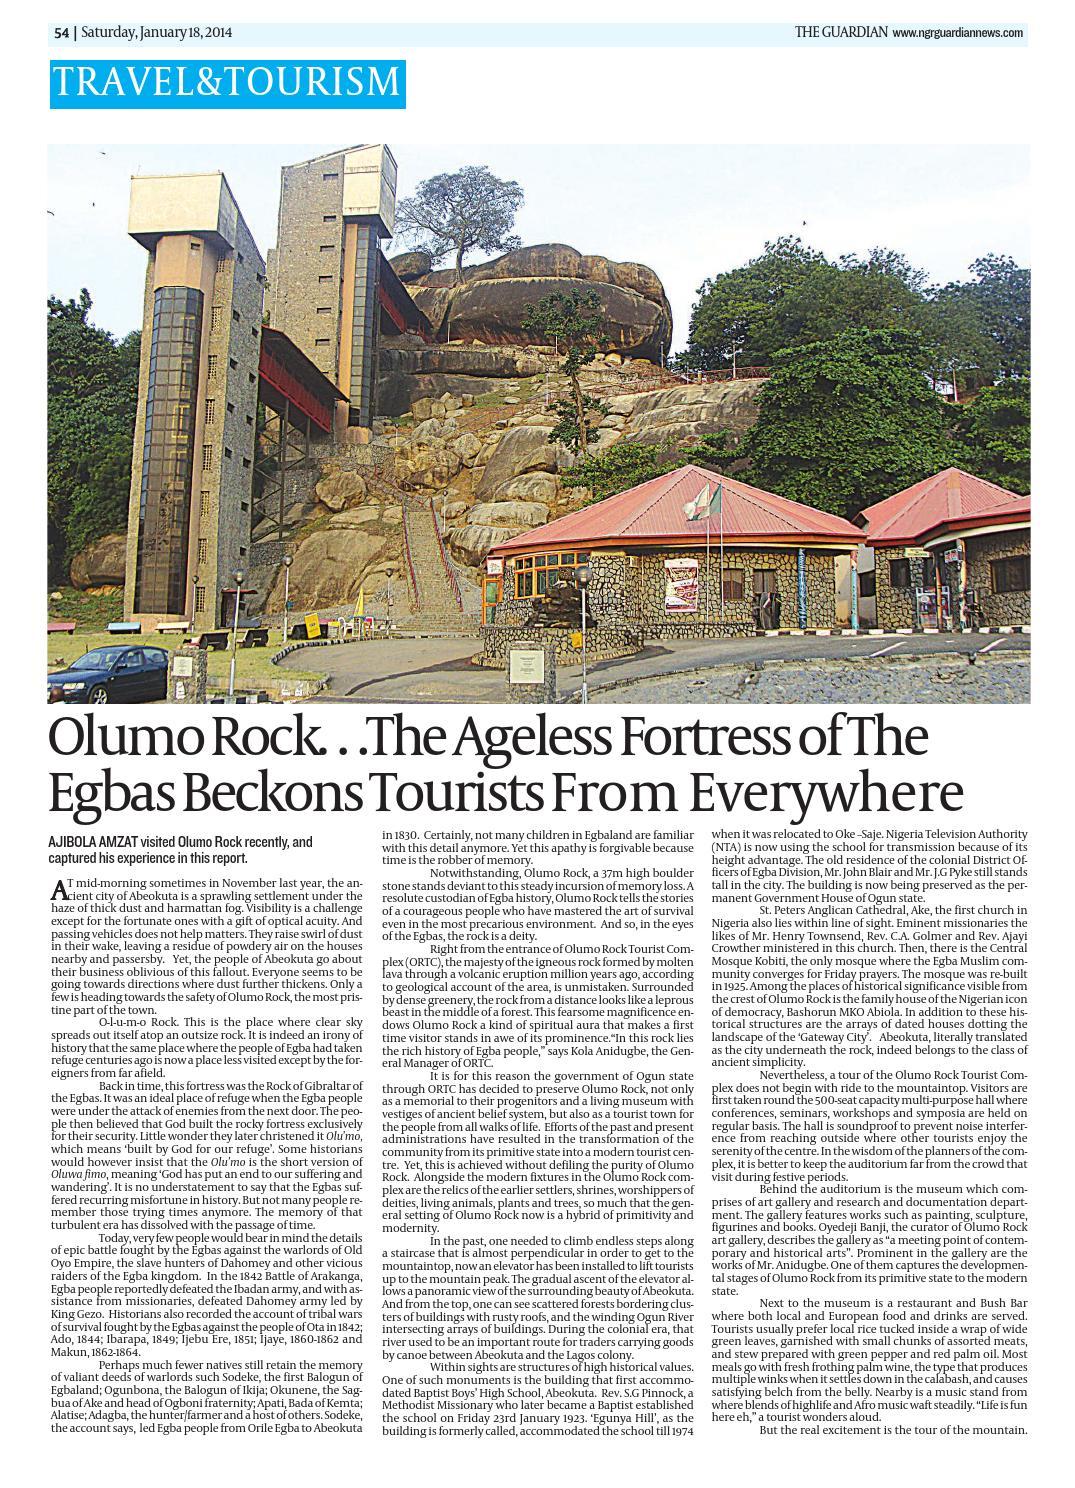 54 | Saturday, January 18, 2014
THE GUARDIAN www.ngrguardiannews.com
TRAVEL&TOURISM
Olumo Rock. . .The Ageless Fortress of The
Egbas Beckons Tourists From Everywhere
AJIBOLA AMZAT visited Olumo Rock recently, and
captured his experience in this report.
AT mid-morning sometimes in November last year, the an-
cient city of Abeokuta is a sprawling settlement under the
haze of thick dust and harmattan fog. Visibility is a challenge
except for the fortunate ones with a gift of optical acuity. And
passing vehicles does not help matters. They raise swirl of dust
in their wake, leaving a residue of powdery air on the houses
nearby and passersby. Yet, the people of Abeokuta go about
their business oblivious of this fallout. Everyone seems to be
going towards directions where dust further thickens. Only a
few is heading towards the safety of Olumo Rock, the most pris-
tine part of the town.
O-l-u-m-o Rock. This is the place where clear sky
spreads out itself atop an outsize rock. It is indeed an irony of
history that the same place where the people of Egba had taken
refuge centuries ago is now a place less visited except by the for-
eigners from far afield.
Back in time, this fortress was the Rock of Gibraltar of
the Egbas. It was an ideal place of refuge when the Egba people
were under the attack of enemies from the next door. The peo-
ple then believed that God built the rocky fortress exclusively
for their security. Little wonder they later christened it Olu'mo,
which means 'built by God for our refuge'. Some historians
would however insist that the Olu'mo is the short version of
Oluwa fimo, meaning 'God has put an end to our suffering and
wandering'. It is no understatement to say that the Egbas suf-
fered recurring misfortune in history. But not many people re-
member those trying times anymore. The memory of that
turbulent era has dissolved with the passage of time.
Today, very few people would bear in mind the details
of epic battle fought by the Egbas against the warlords of Old
Oyo Empire, the slave hunters of Dahomey and other vicious
raiders of the Egba kingdom. In the 1842 Battle of Arakanga,
Egba people reportedly defeated the Ibadan army, and with as-
sistance from missionaries, defeated Dahomey army led by
King Gezo. Historians also recorded the account of tribal wars
of survival fought by the Egbas against the people of Ota in 1842;
Ado, 1844; Ibarapa, 1849; Ijebu Ere, 1851; Ijaye, 1860-1862 and
Makun, 1862-1864.
Perhaps much fewer natives still retain the memory
of valiant deeds of warlords such Sodeke, the first Balogun of
Egbaland; Ogunbona, the Balogun of Ikija; Okunene, the Sag-
bua of Ake and head of Ogboni fraternity; Apati, Bada of Kemta;
Alatise; Adagba, the hunter/farmer and a host of others. Sodeke,
the account says, led Egba people from Orile Egba to Abeokuta
in 1830. Certainly, not many children in Egbaland are familiar
with this detail anymore. Yet this apathy is forgivable because
time is the robber of memory.
Notwithstanding, Olumo Rock, a 37m high boulder
stone stands deviant to this steady incursion of memory loss. A
resolute custodian of Egba history, Olumo Rock tells the stories
of a courageous people who have mastered the art of survival
even in the most precarious environment. And so, in the eyes
of the Egbas, the rock is a deity.
Right from the entrance of Olumo Rock Tourist Com-
plex (ORTC), the majesty of the igneous rock formed by molten
lava through a volcanic eruption million years ago, according
to geological account of the area, is unmistaken. Surrounded
by dense greenery, the rock from a distance looks like a leprous
beast in the middle of a forest. This fearsome magnificence en-
dows Olumo Rock a kind of spiritual aura that makes a first
time visitor stands in awe of its prominence."In this rock lies
the rich history of Egba people," says Kola Anidugbe, the Gen-
eral Manager of ORTC.
It is for this reason the government of Ogun state
through ORTC has decided to preserve Olumo Rock, not only
as a memorial to their progenitors and a living museum with
vestiges of ancient belief system, but also as a tourist town for
the people from all walks of life. Efforts of the past and present
administrations have resulted in the transformation of the
community from its primitive state into a modern tourist cen-
tre. Yet, this is achieved without defiling the purity of Olumo
Rock. Alongside the modern fixtures in the Olumo Rock com-
plex are the relics of the earlier settlers, shrines, worshippers of
deities, living animals, plants and trees, so much that the gen-
eral setting of Olumo Rock now is a hybrid of primitivity and
modernity.
In the past, one needed to climb endless steps along
a staircase that is almost perpendicular in order to get to the
mountaintop, now an elevator has been installed to lift tourists
up to the mountain peak. The gradual ascent of the elevator al-
lows a panoramic view of the surrounding beauty of Abeokuta.
And from the top, one can see scattered forests bordering clus-
ters of buildings with rusty roofs, and the winding Ogun River
intersecting arrays of buildings. During the colonial era, that
river used to be an important route for traders carrying goods
by canoe between Abeokuta and the Lagos colony.
Within sights are structures of high historical values.
One of such monuments is the building that first accommo-
dated Baptist Boys' High School, Abeokuta. Rev. S.G Pinnock, a
Methodist Missionary who later became a Baptist established
the school on Friday 23rd January 1923. 'Egunya Hill', as the
building is formerly called, accommodated the school till 1974
when it was relocated to Oke -Saje. Nigeria Television Authority
(NTA) is now using the school for transmission because of its
height advantage. The old residence of the colonial District Of-
ficers of Egba Division, Mr. John Blair and Mr. J.G Pyke still stands
tall in the city. The building is now being preserved as the per-
manent Government House of Ogun state.
St. Peters Anglican Cathedral, Ake, the first church in
Nigeria also lies within line of sight. Eminent missionaries the
likes of Mr. Henry Townsend, Rev. C.A. Golmer and Rev. Ajayi
Crowther ministered in this church. Then, there is the Central
Mosque Kobiti, the only mosque where the Egba Muslim com-
munity converges for Friday prayers. The mosque was re-built
in 1925. Among the places of historical significance visible from
the crest of Olumo Rock is the family house of the Nigerian icon
of democracy, Bashorun MKO Abiola. In addition to these his-
torical structures are the arrays of dated houses dotting the
landscape of the 'Gateway City'. Abeokuta, literally translated
as the city underneath the rock, indeed belongs to the class of
ancient simplicity.
Nevertheless, a tour of the Olumo Rock Tourist Com-
plex does not begin with ride to the mountaintop. Visitors are
first taken round the 500-seat capacity multi-purpose hall where
conferences, seminars, workshops and symposia are held on
regular basis. The hall is soundproof to prevent noise interfer-
ence from reaching outside where other tourists enjoy the
serenity of the centre. In the wisdom of the planners of the com-
plex, it is better to keep the auditorium far from the crowd that
visit during festive periods.
Behind the auditorium is the museum which com-
prises of art gallery and research and documentation depart-
ment. The gallery features works such as painting, sculpture,
figurines and books. Oyedeji Banji, the curator of Olumo Rock
art gallery, describes the gallery as "a meeting point of contem-
porary and historical arts". Prominent in the gallery are the
works of Mr. Anidugbe. One of them captures the developmen-
tal stages of Olumo Rock from its primitive state to the modern
state.
Next to the museum is a restaurant and Bush Bar
where both local and European food and drinks are served.
Tourists usually prefer local rice tucked inside a wrap of wide
green leaves, garnished with small chunks of assorted meats,
and stew prepared with green pepper and red palm oil. Most
meals go with fresh frothing palm wine, the type that produces
multiple winks when it settles down in the calabash, and causes
satisfying belch from the belly. Nearby is a music stand from
where blends of highlife and Afro music waft steadily. "Life is fun
here eh," a tourist wonders aloud.
But the real excitement is the tour of the mountain.